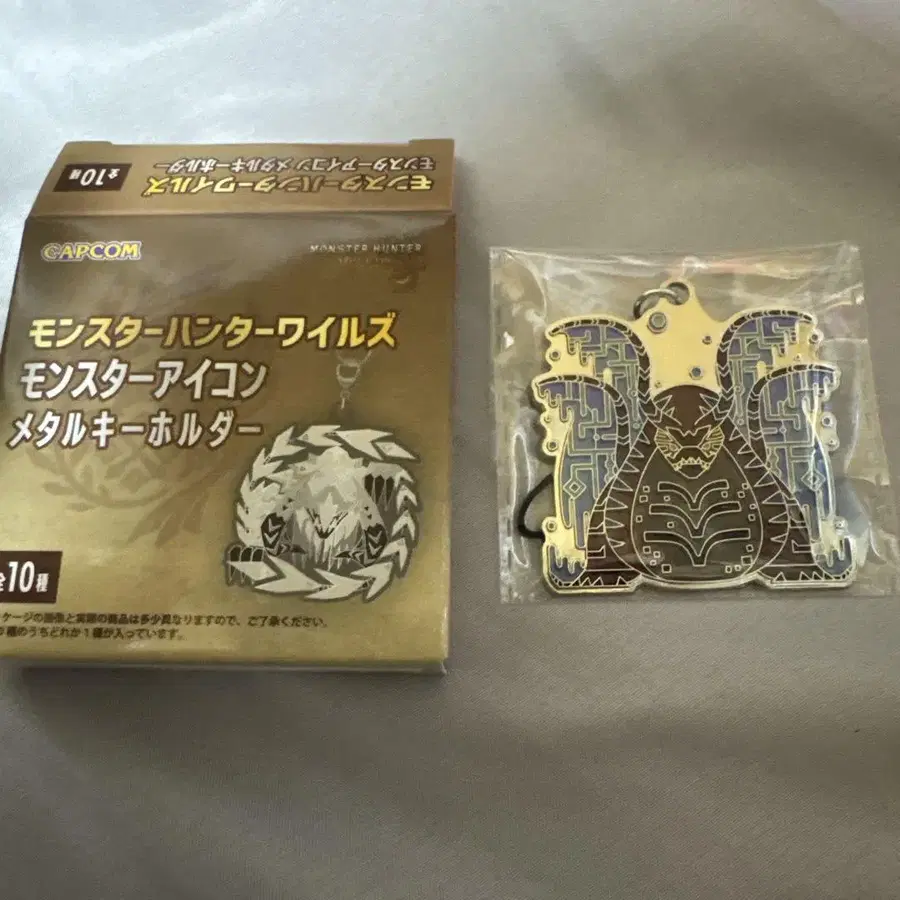 モンスターハンターワイルズ
モンスターアイコン メタルキーホルダー
全10種
CAPCOM
MONSTER HUNTER
モンスターハンターワイルズ
モンスターアイコン
メタルキーホルダー
全10種
ケージの画像と実際の商品は多少異なりますので、ご了承ください。
種のうちどれか1種が入っています。